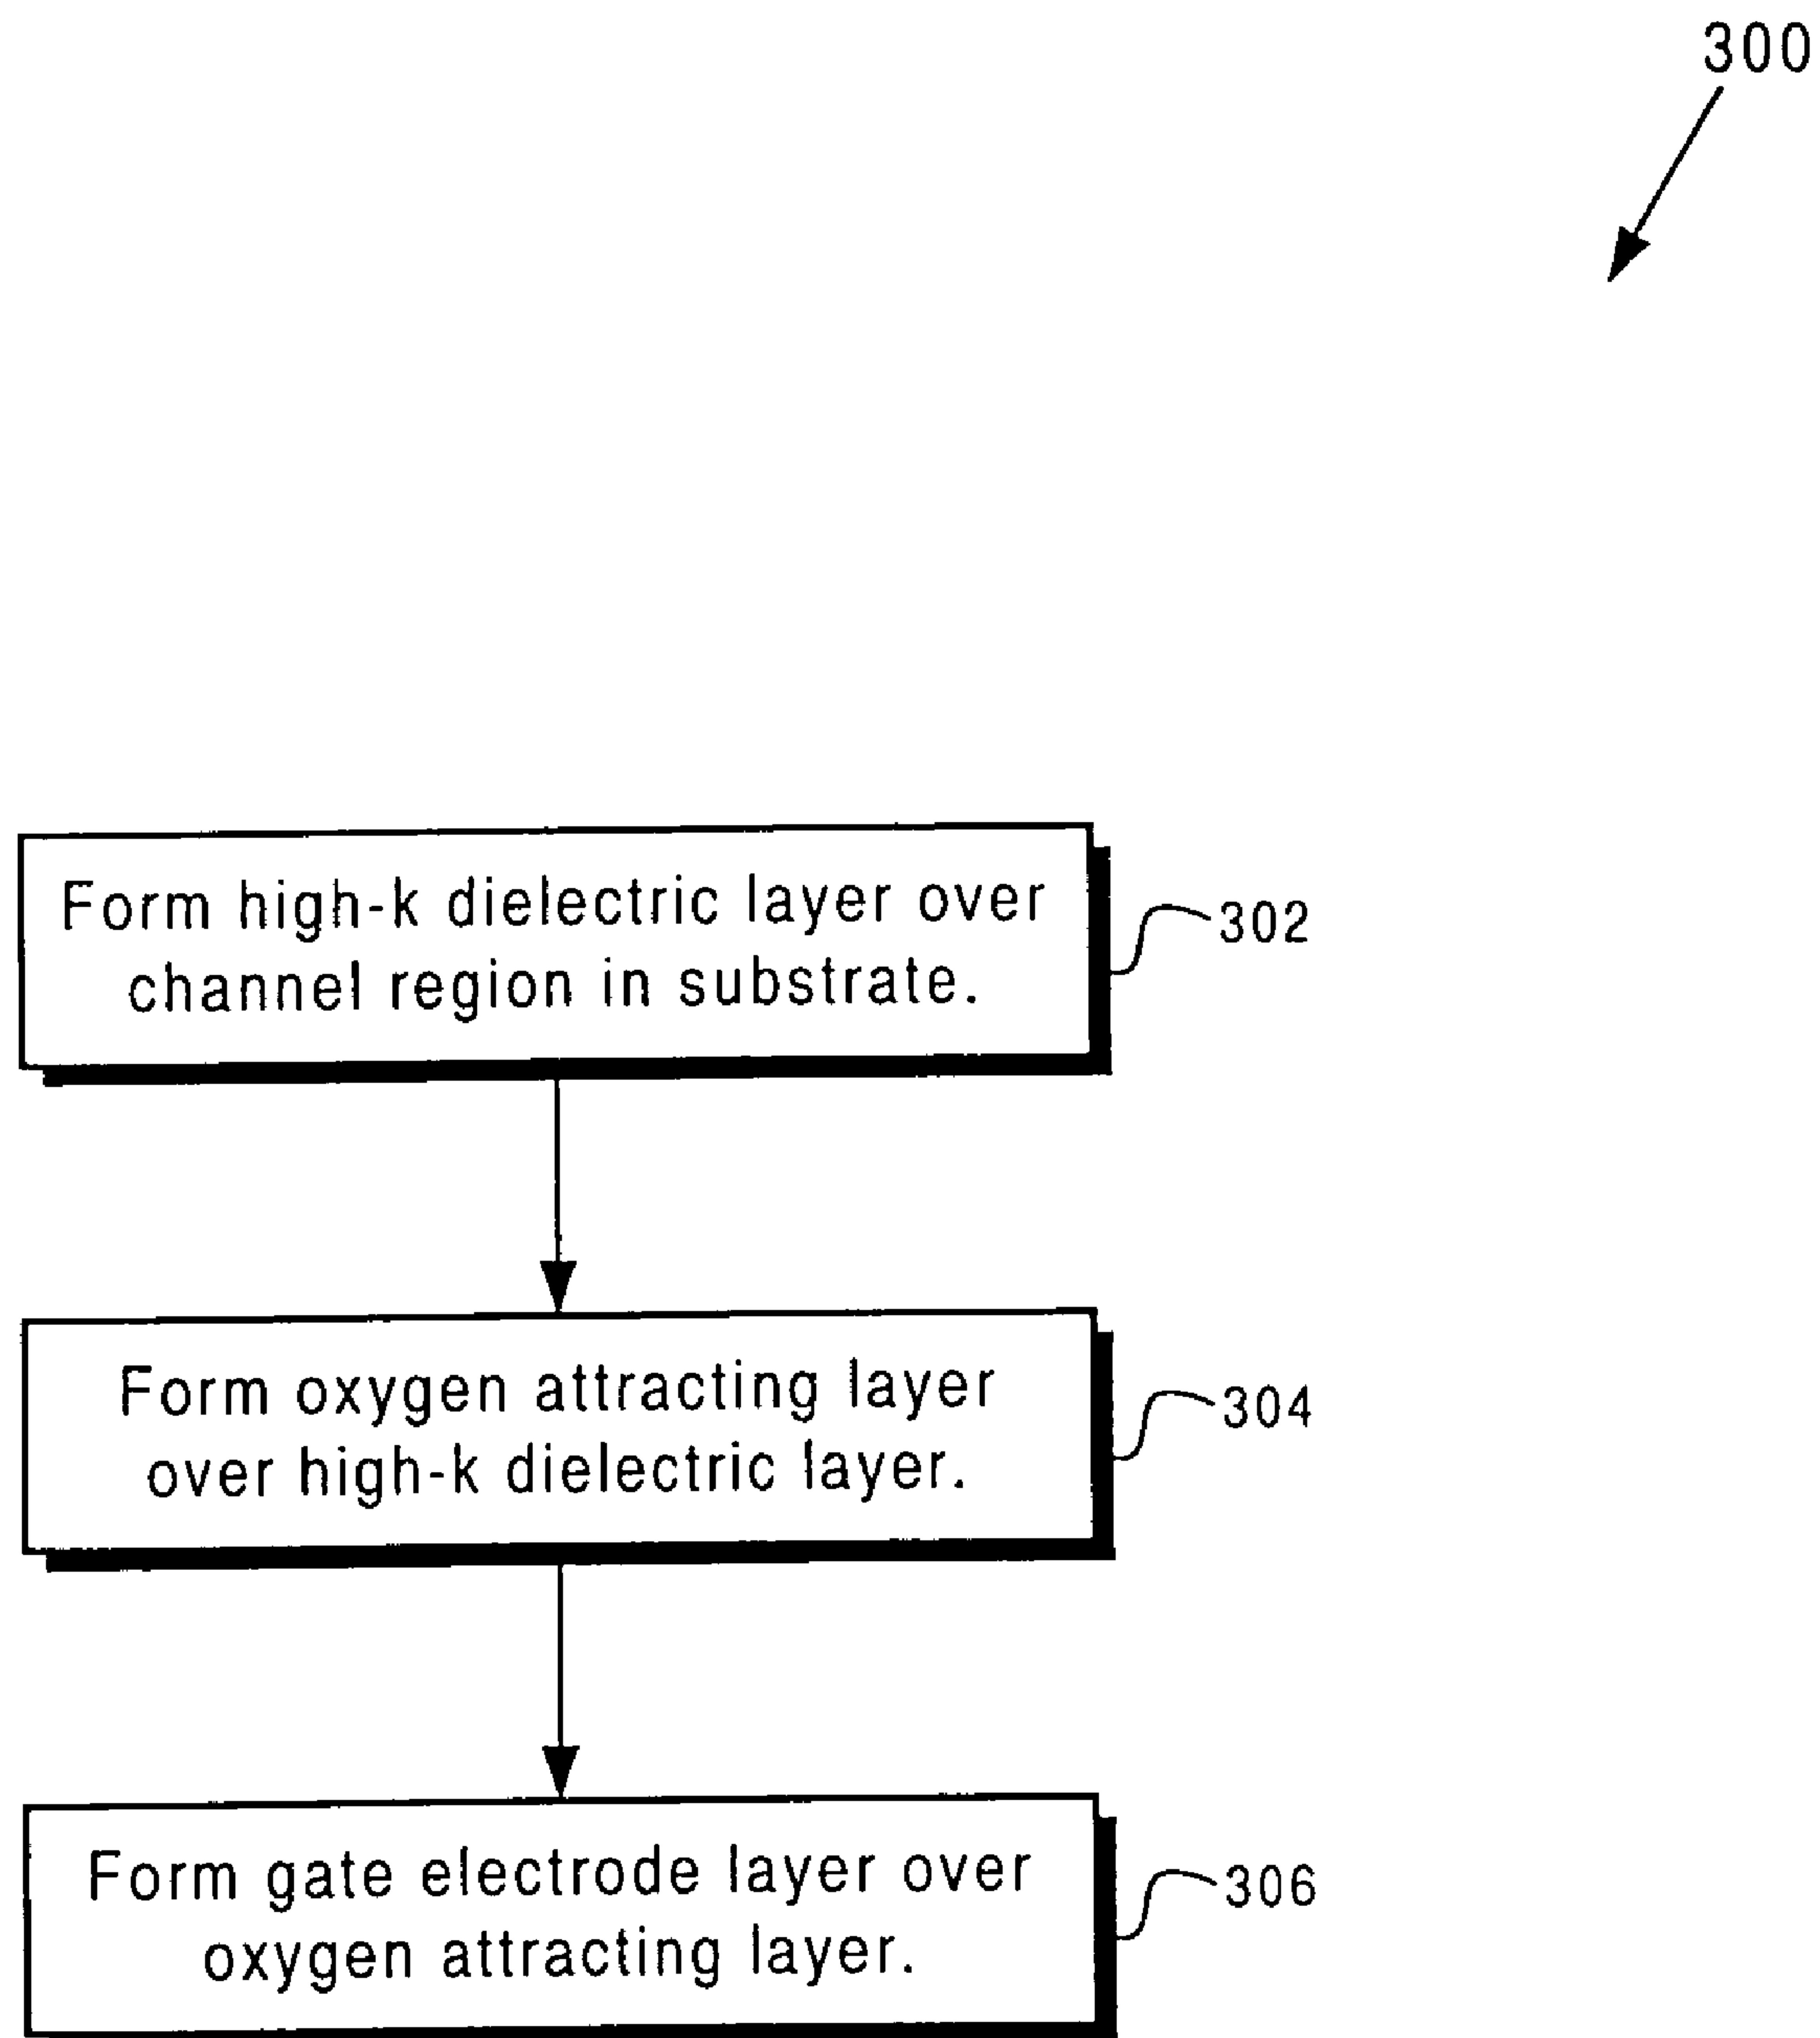 300
Form high-k dielectric layer over
channel region in substrate.
302
Form oxygen attracting layer
over high-k dielectric layer.
304
Form gate electrode layer over
oxygen attracting layer.
306